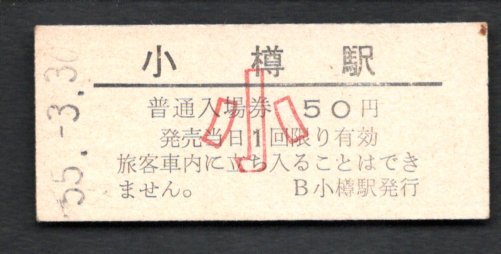 小樽駅
普通入場券 50円
発売当日1回限り有効
旅客車内に立ち入ることはでき
ません。 B小樽駅発行
小
55.-3.30